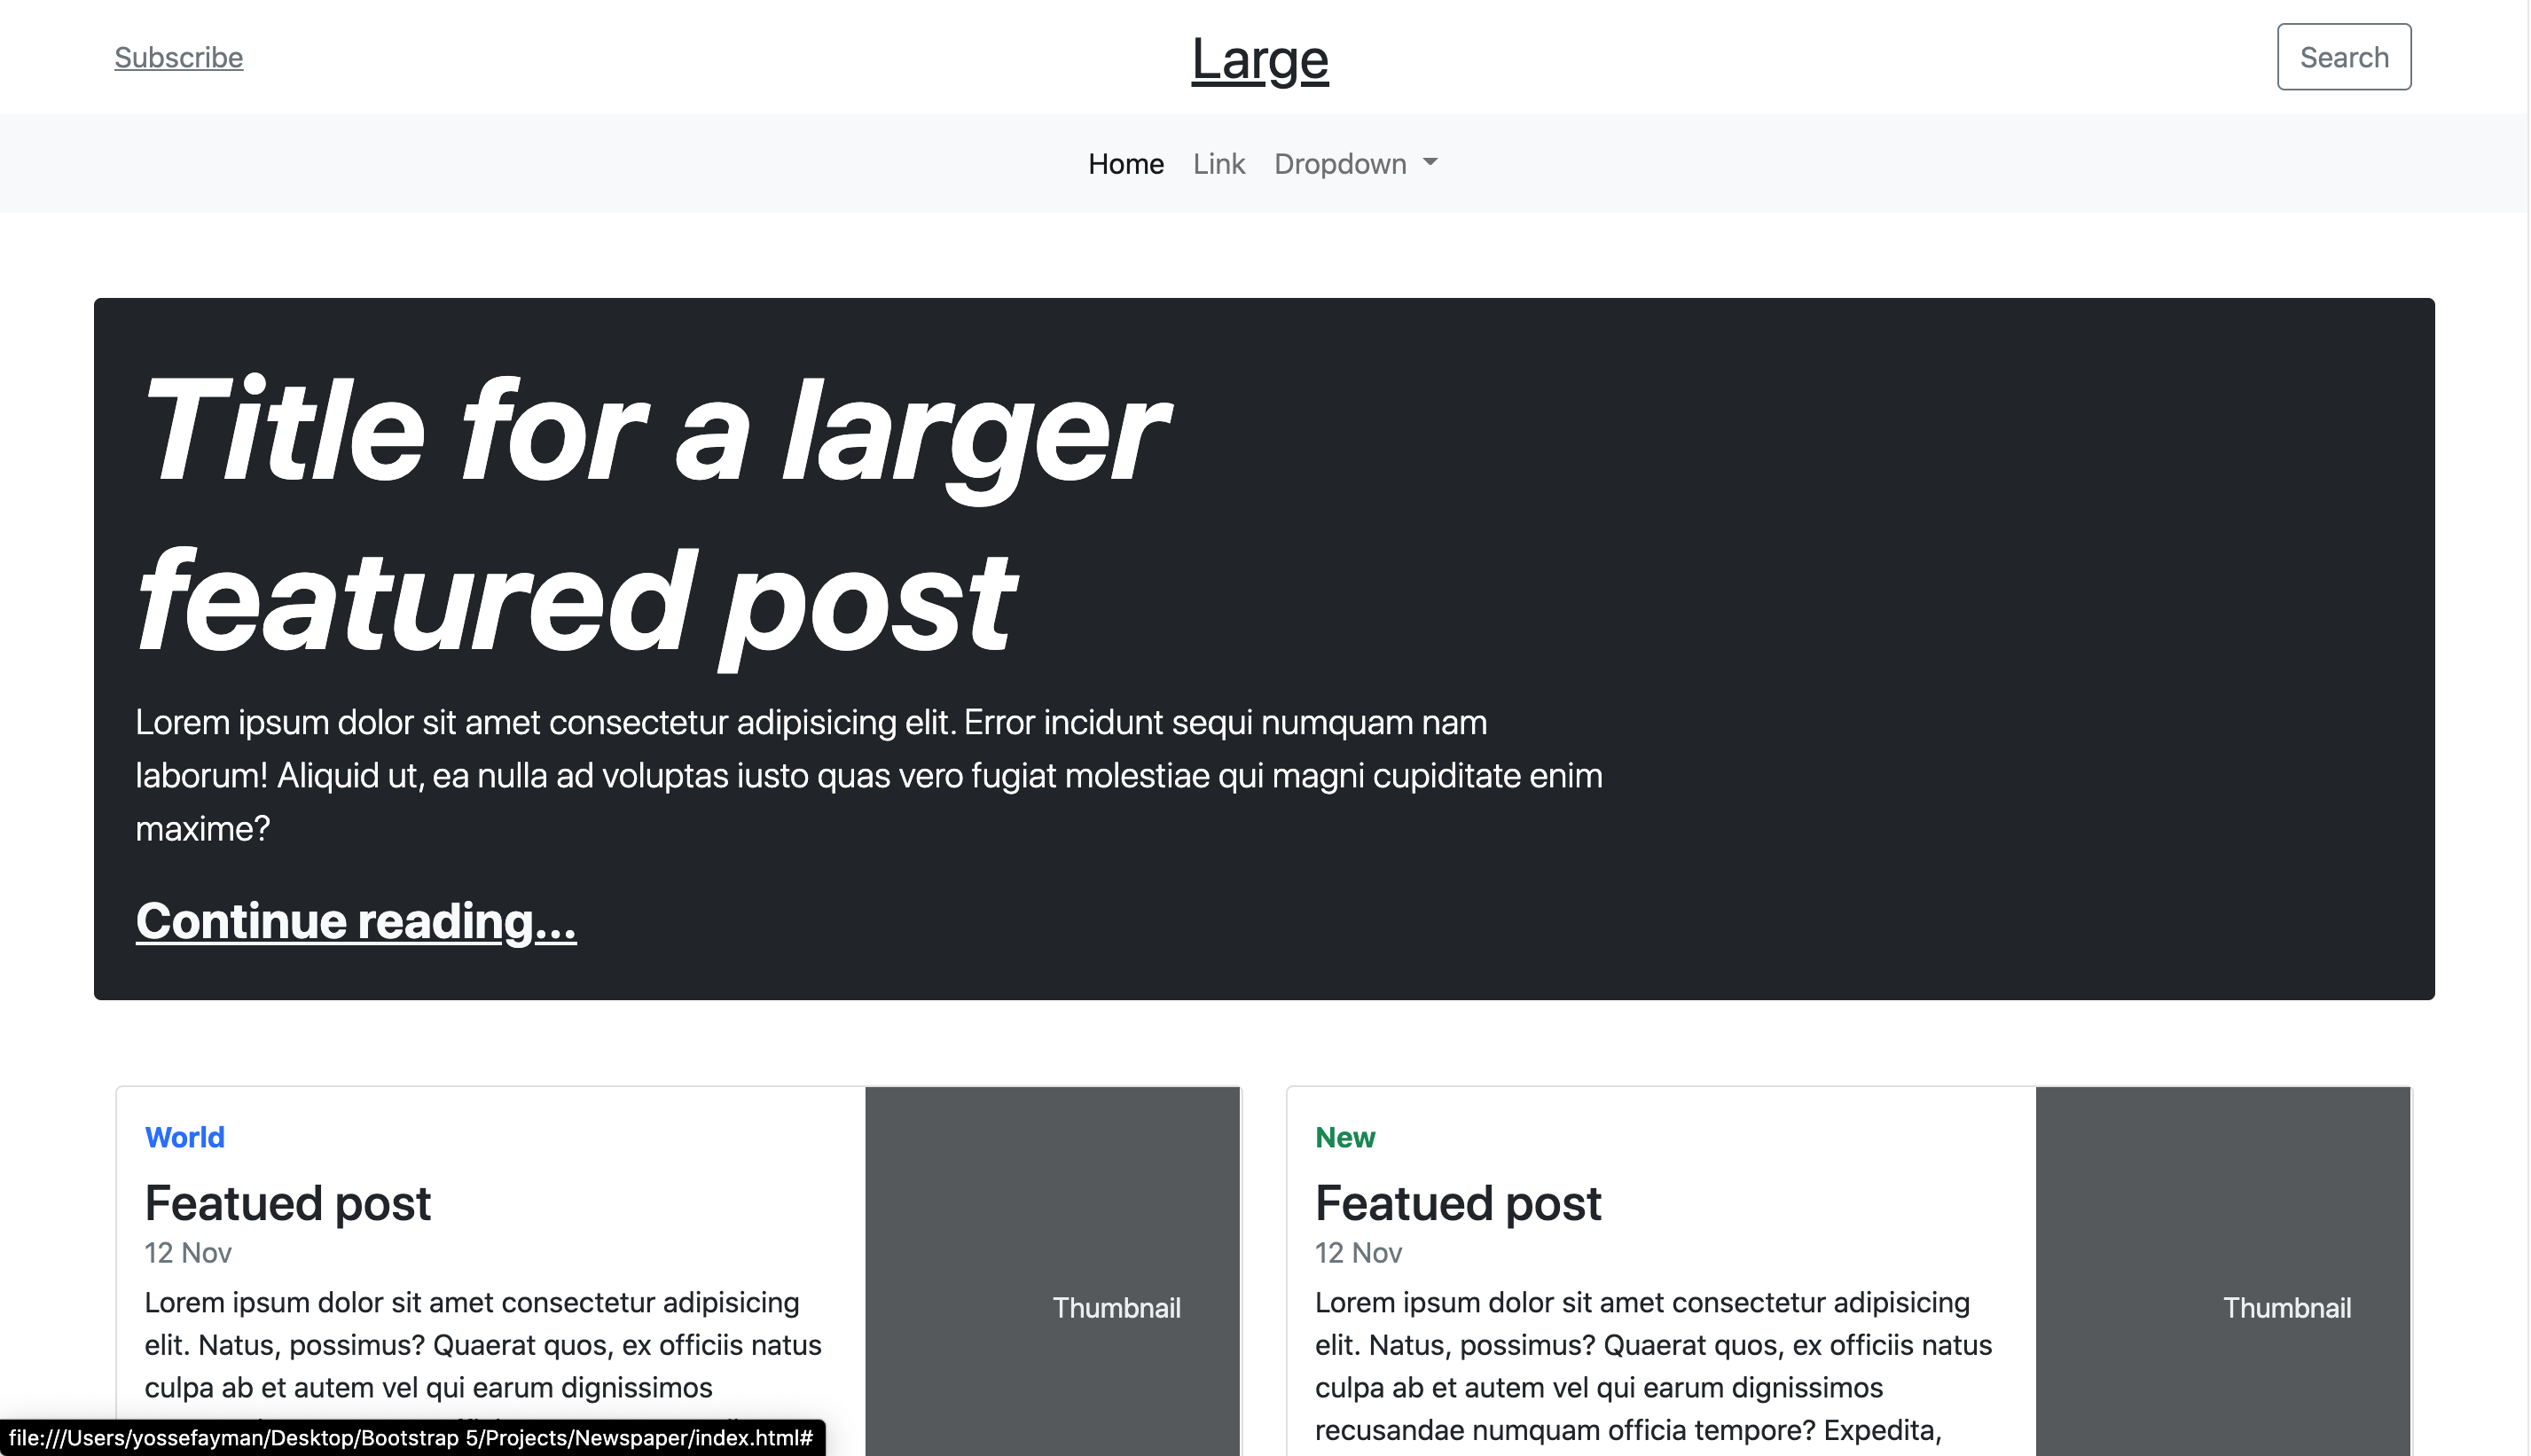 Subscribe
Large
Search
Home Link Dropdown
Title for a larger
featured post
Lorem ipsum dolor sit amet consectetur adipisicing elit. Error incidunt sequi numquam nam
laborum! Aliquid ut, ea nulla ad voluptas iusto quas vero fugiat molestiae qui magni cupiditate enim
maxime?
Continue reading...
World
Featued post
12 Nov
Lorem ipsum dolor sit amet consectetur adipisicing
elit. Natus, possimus? Quaerat quos, ex officiis natus
culpa ab et autem vel qui earum dignissimos
Thumbnail
New
Featued post
12 Nov
Lorem ipsum dolor sit amet consectetur adipisicing
elit. Natus, possimus? Quaerat quos, ex officiis natus
culpa ab et autem vel qui earum dignissimos
recusandae numquam officia tempore? Expedita,
Thumbnail
file:///Users/yossefayman/Desktop/Bootstrap 5/Projects/Newspaper/index.html#